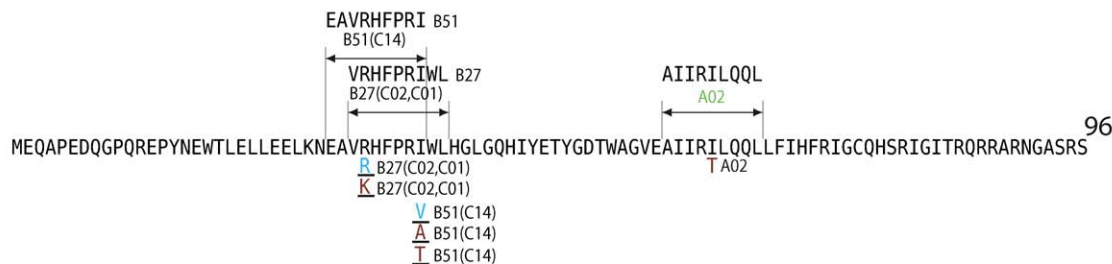 EAVRHFPRI B51
B51(C14)
VRHFPRIWL B27 AIIRILQQL
B27(C02,C01) A02
96
MEQAPEDQGPQREPYNEWTLELLEELKNEAVRHFPRIWLHGLGQHIYETYGDTWAGVEAIIRILQQLLFIHFRIGCQHSRIGITRQRRARNGASRS
R B27(C02,C01) T A02
K B27(C02,C01)
V B51(C14)
A B51(C14)
T B51(C14)